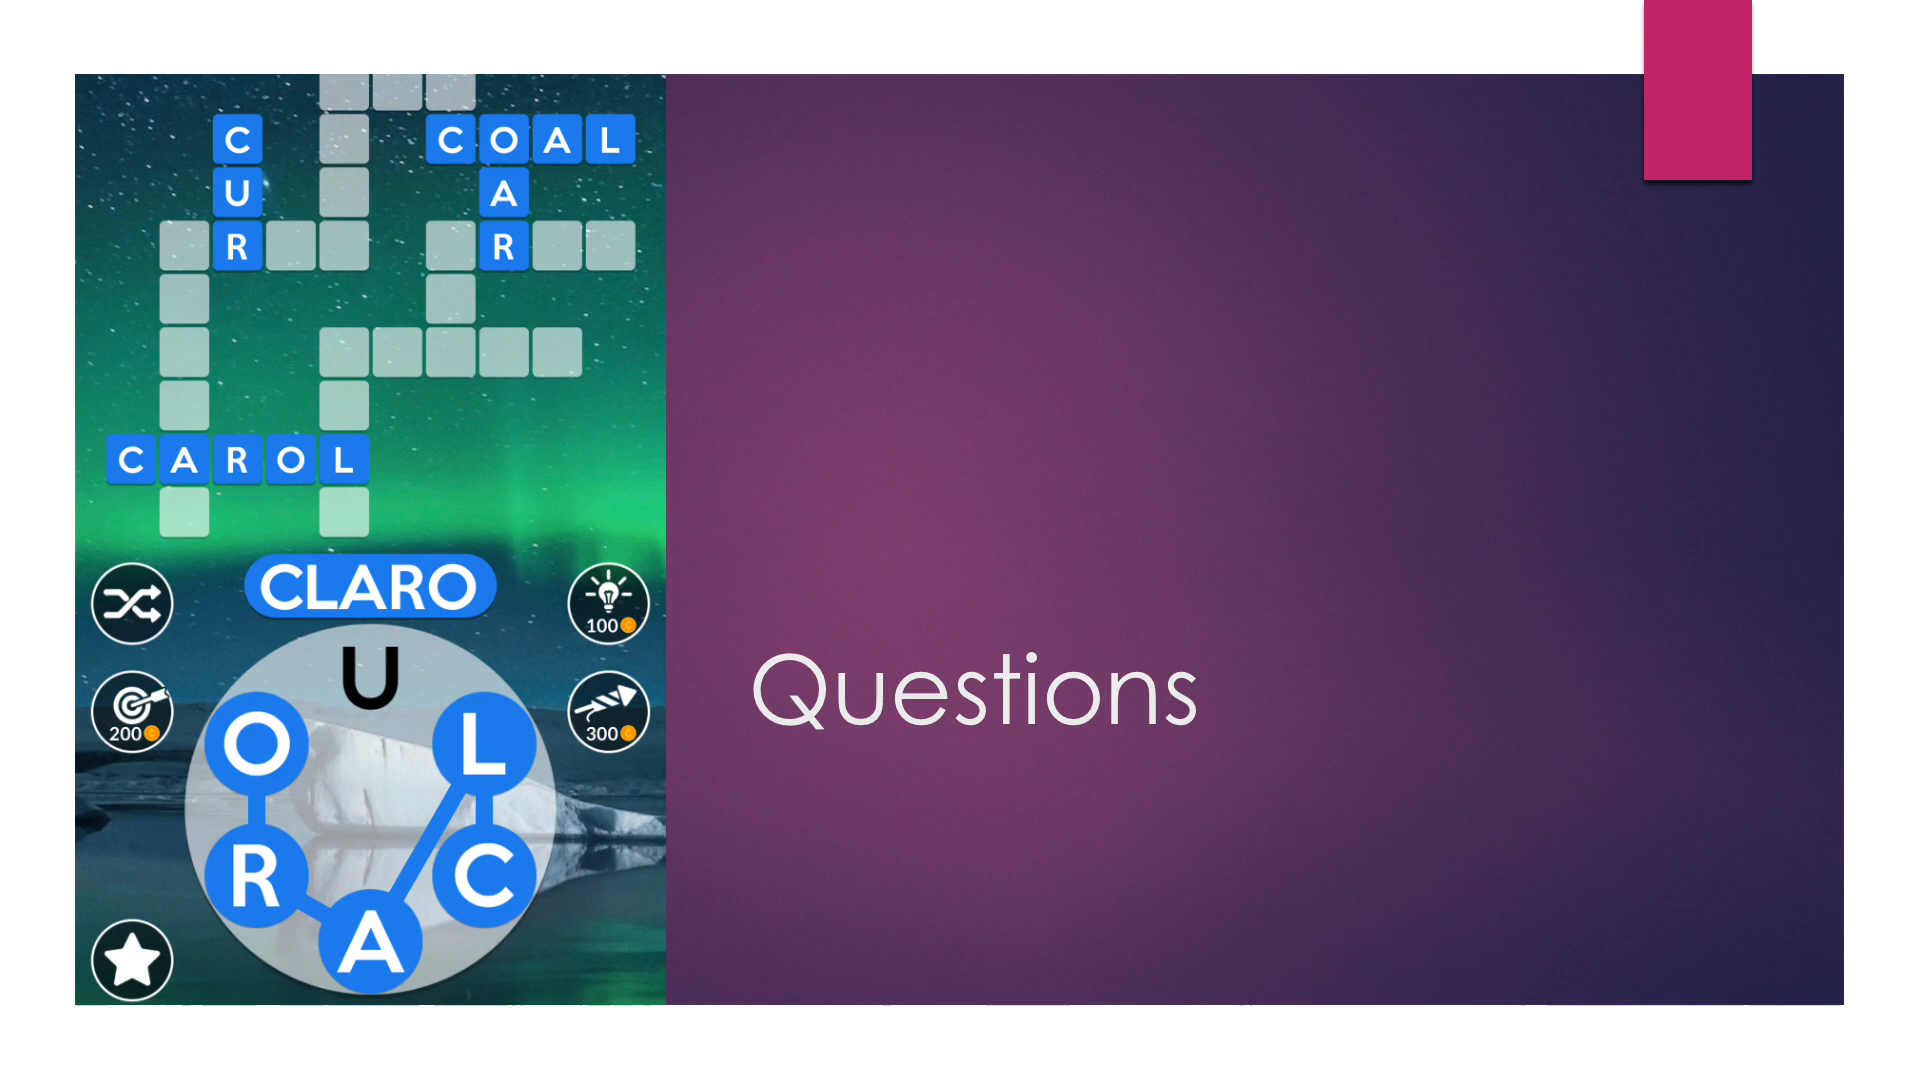 C COAL
U A
R R
CAROL
CLARO
100
U
O L
200 300
R C
A
Questions